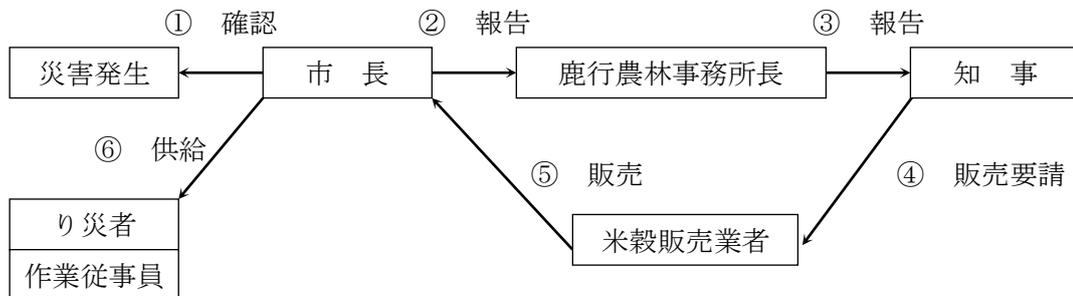 ① 確認
② 報告
③ 報告
災害発生
市 長
鹿行農林事務所長
知 事
⑥ 供給
⑤ 販売
④ 販売要請
り災者
米穀販売業者
作業従事員